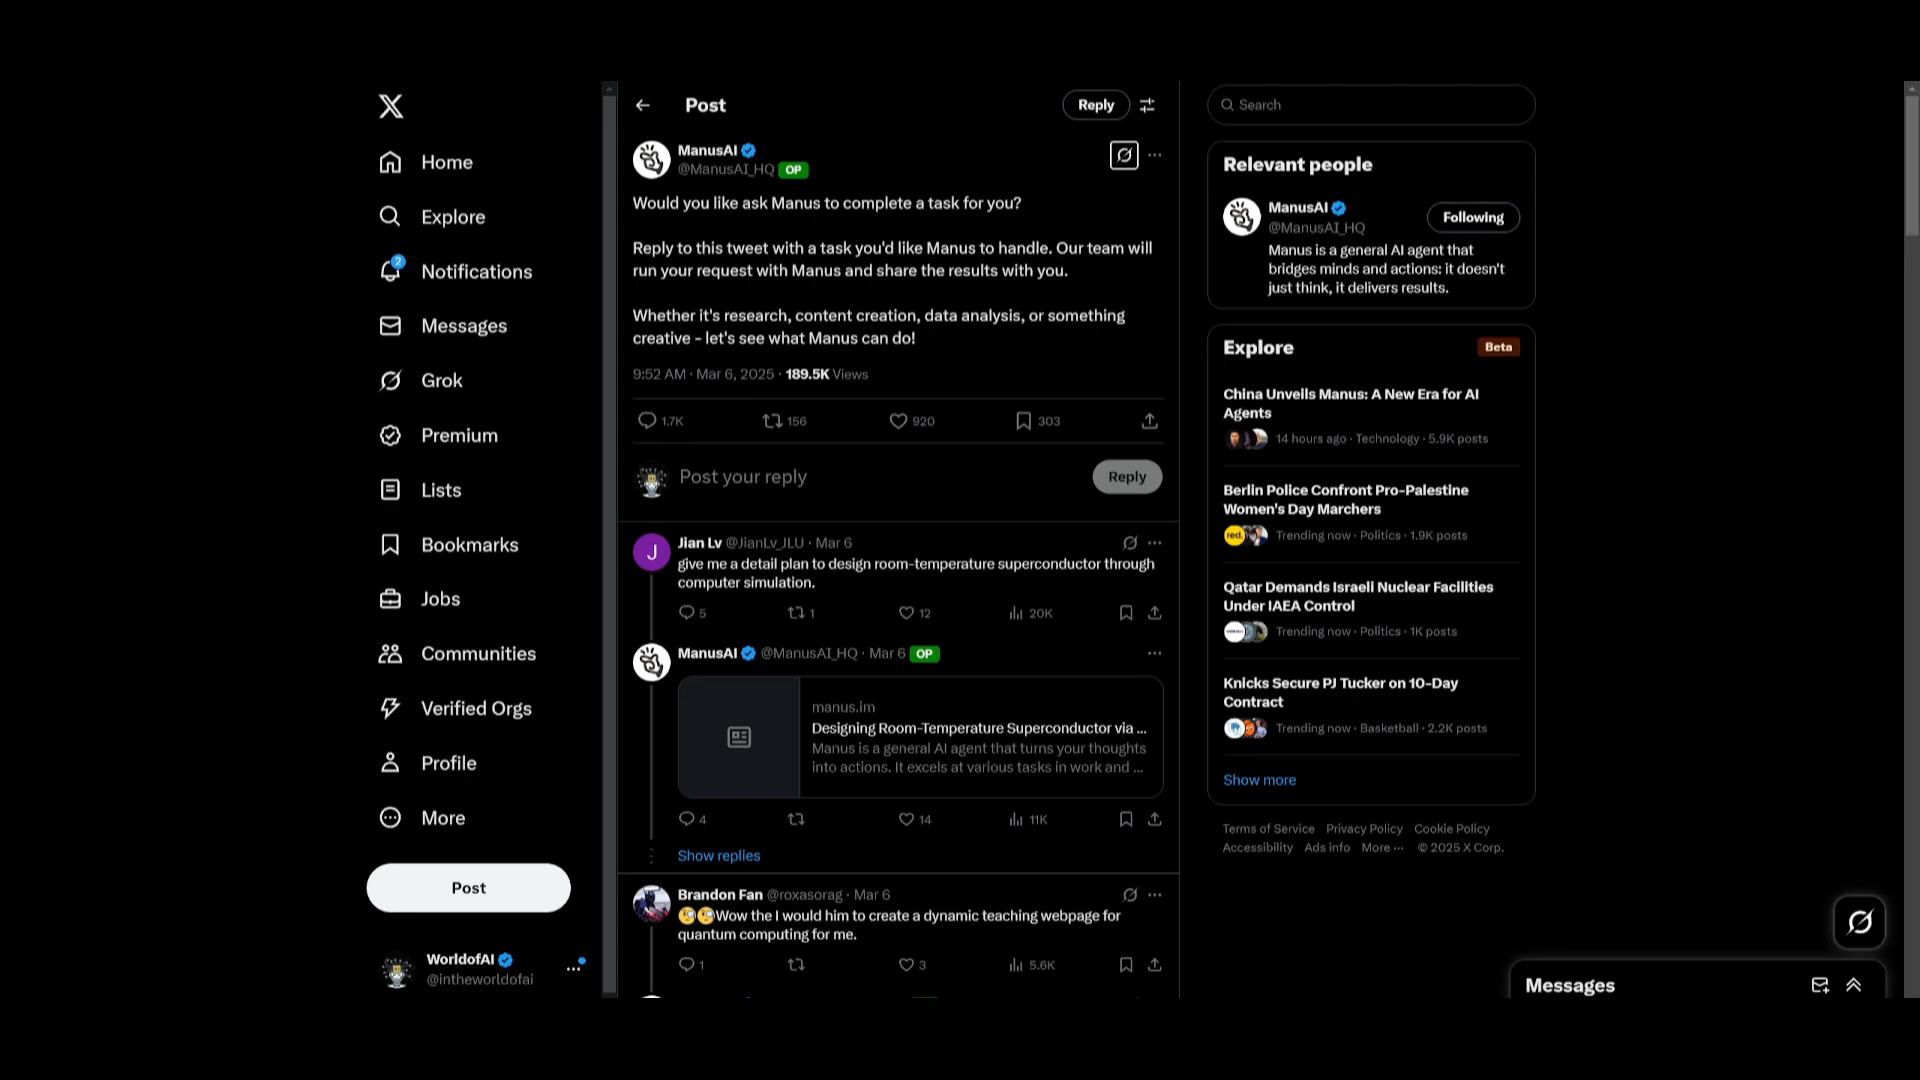 Home
Explore
2
Notifications
Messages
Grok
Premium
Lists
Bookmarks
Jobs
Communities
Verified Orgs
Profile
More
Post
WorldofAI
@intheworldofai
Post
Reply
ManusAI
@ManusAI_HQ OP
Would you like ask Manus to complete a task for you?
Reply to this tweet with a task you'd like Manus to handle. Our team will
run your request with Manus and share the results with you.
Whether it's research, content creation, data analysis, or something
creative - let's see what Manus can do!
9:52 AM · Mar 6, 2025 · 189.5K Views
1.7K 156 920 303
Post your reply
Reply
J
Jian Lv @JianLv_JLU · Mar 6
give me a detail plan to design room-temperature superconductor through
computer simulation.
5 1 12 20K
ManusAI @ManusAI_HQ · Mar 6 OP
manus.im
Designing Room-Temperature Superconductor via ...
Manus is a general AI agent that turns your thoughts
into actions. It excels at various tasks in work and ...
4 14 11K
Show replies
Brandon Fan @roxasorag · Mar 6
🧐🧐Wow the I would him to create a dynamic teaching webpage for
quantum computing for me.
1 3 5.6K
Search
Relevant people
ManusAI
@ManusAI_HQ
Following
Manus is a general AI agent that
bridges minds and actions: it doesn't
just think, it delivers results.
Explore
Beta
China Unveils Manus: A New Era for AI
Agents
14 hours ago · Technology · 5.9K posts
Berlin Police Confront Pro-Palestine
Women's Day Marchers
red.
Trending now · Politics · 1.9K posts
Qatar Demands Israeli Nuclear Facilities
Under IAEA Control
Trending now · Politics · 1K posts
Knicks Secure PJ Tucker on 10-Day
Contract
Trending now · Basketball · 2.2K posts
Show more
Terms of Service Privacy Policy Cookie Policy
Accessibility Ads info More ··· © 2025 X Corp.
Messages